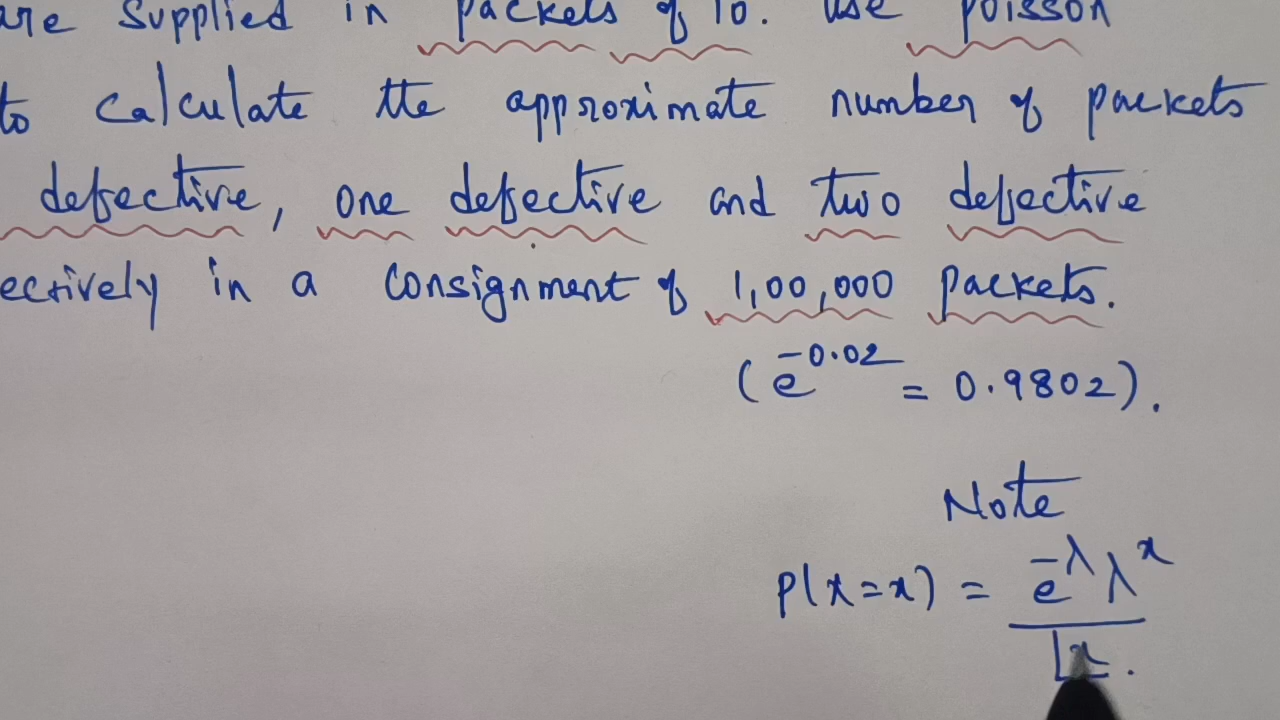 are supplied in packets of 10. Use poisson
to calculate the approximate number of packets
defective, one defective and two defective
ectively in a consignment of 1,00,000 packets.
(e^-0.02 = 0.9802).
Note
P(x=x) = e^-λ λ^x
⌊x.